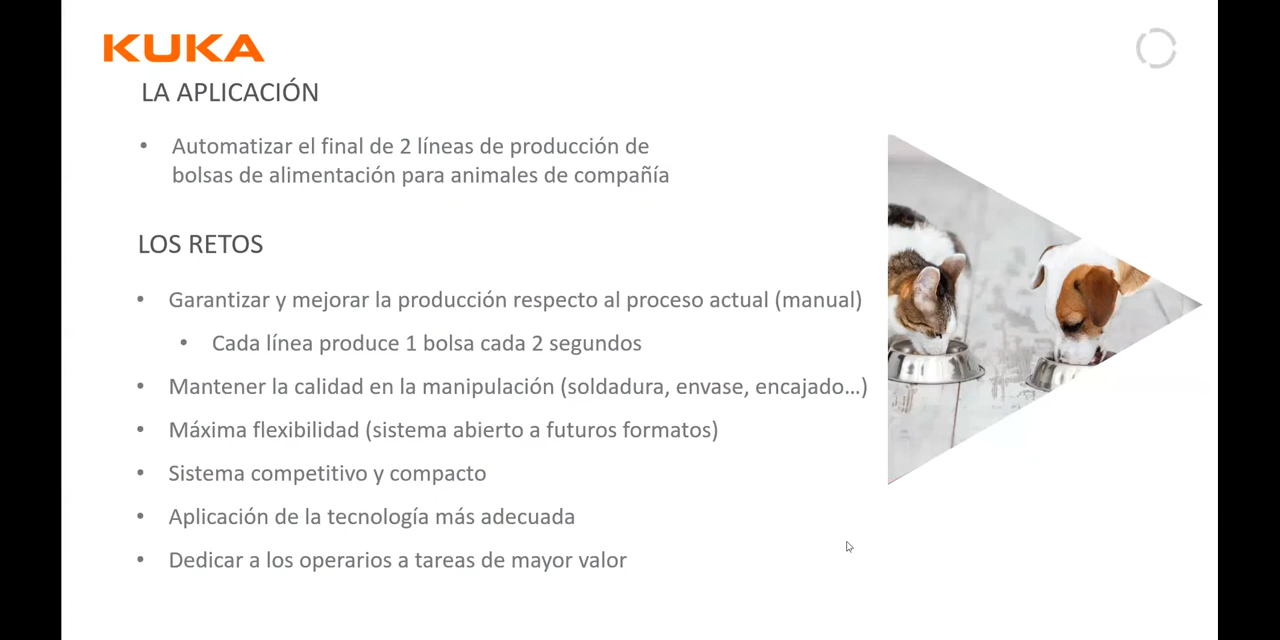 KUKA
LA APLICACIÓN
• Automatizar el final de 2 líneas de producción de
bolsas de alimentación para animales de compañía
LOS RETOS
• Garantizar y mejorar la producción respecto al proceso actual (manual)
• Cada línea produce 1 bolsa cada 2 segundos
• Mantener la calidad en la manipulación (soldadura, envase, encajado…)
• Máxima flexibilidad (sistema abierto a futuros formatos)
• Sistema competitivo y compacto
• Aplicación de la tecnología más adecuada
• Dedicar a los operarios a tareas de mayor valor